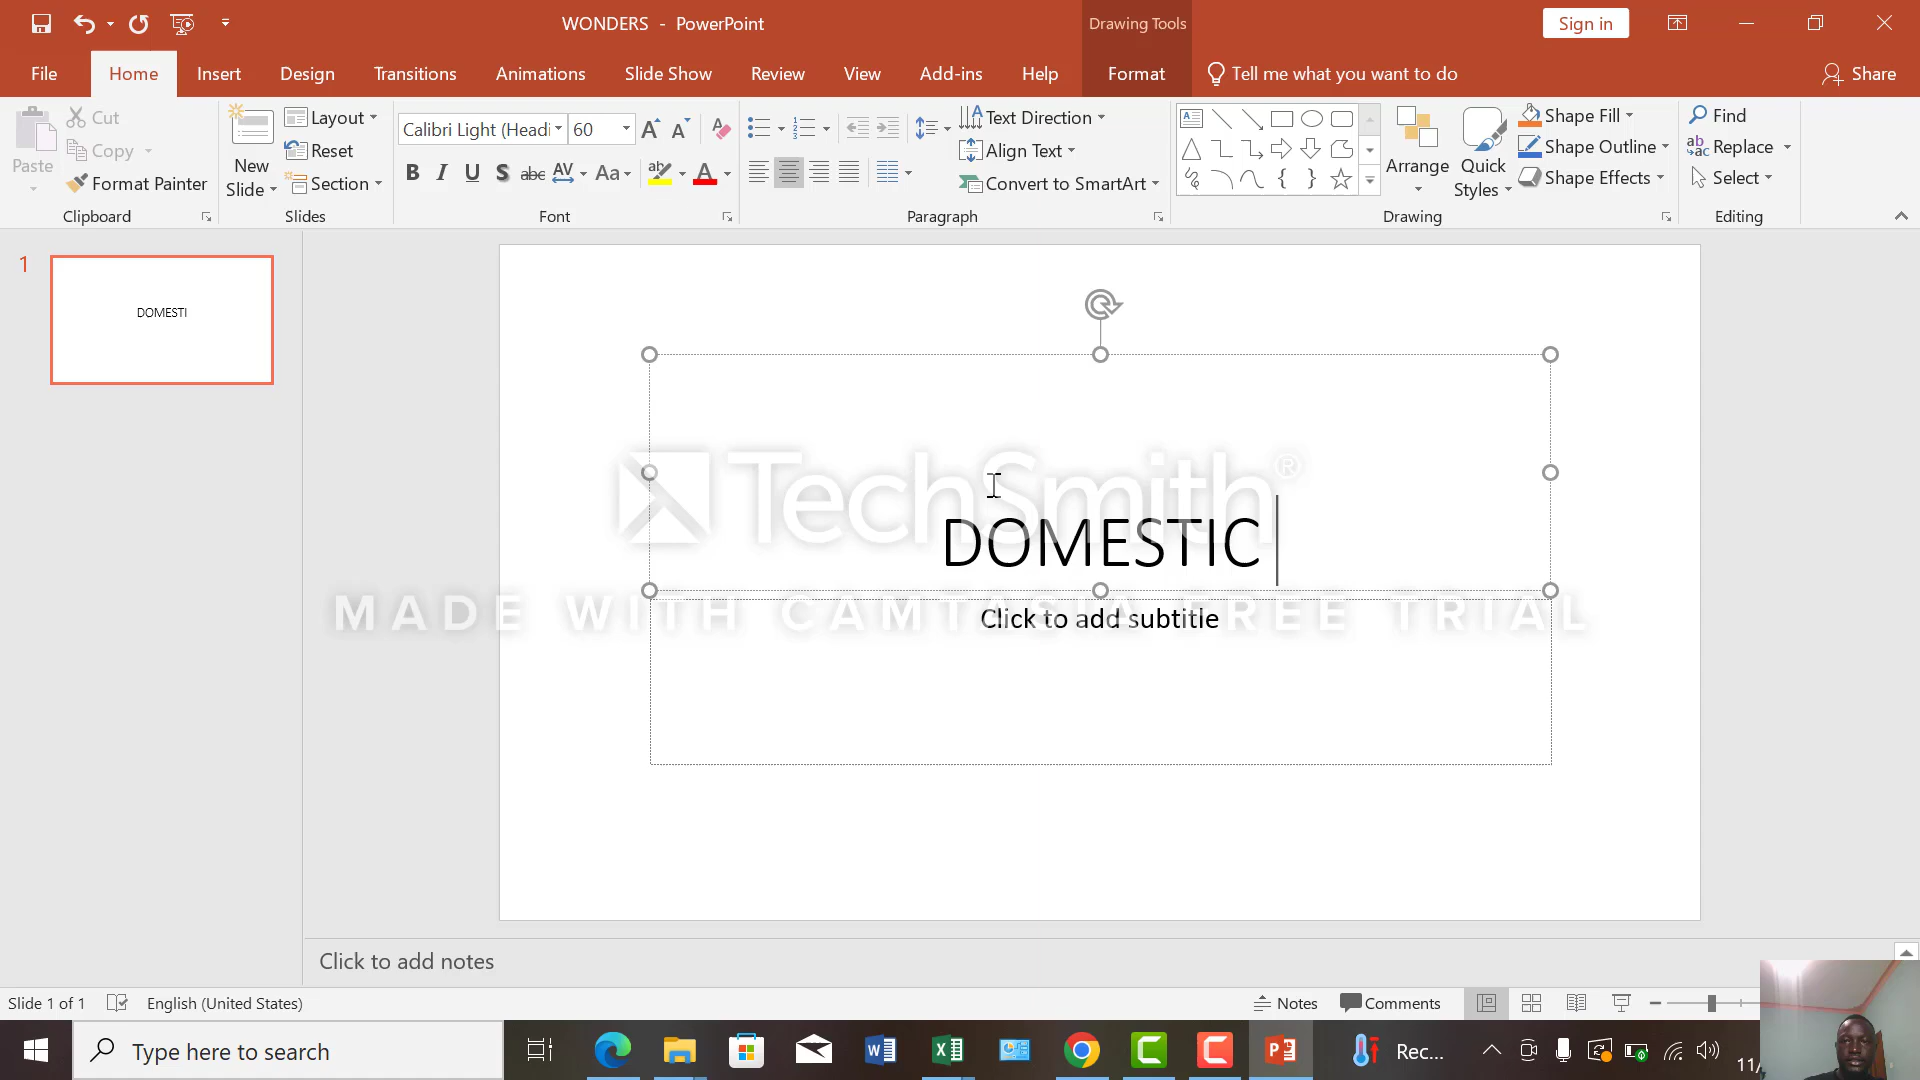 WONDERS - PowerPoint
Drawing Tools
Sign in
File Home Insert Design Transitions Animations Slide Show Review View Add-ins Help Format Tell me what you want to do Share
Paste
Cut
Copy
Format Painter
Clipboard
New Slide
Layout
Reset
Section
Slides
Calibri Light (Headi 60
B I U S abc AV Aa A
Font
Text Direction
Align Text
Convert to SmartArt
Paragraph
Arrange
Quick Styles
Shape Fill
Shape Outline
Shape Effects
Drawing
Find
Replace
Select
Editing
1
DOMESTI
TechSmith®
DOMESTIC
MADE WITH CAMTASIA FREE TRIAL
Click to add subtitle
Click to add notes
Slide 1 of 1 English (United States) Notes Comments
Type here to search
Rec...
11/